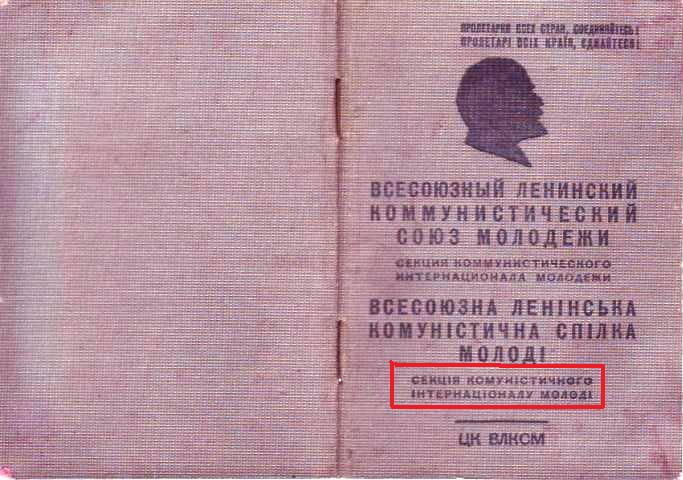 ПРОЛЕТАРИИ ВСЕХ СТРАН, СОЕДИНЯЙТЕСЬ!
ПРОЛЕТАРІ ВСІХ КРАЇН, ЄДНАЙТЕСЯ!
ВСЕСОЮЗНЫЙ ЛЕНИНСКИЙ
КОММУНИСТИЧЕСКИЙ
СОЮЗ МОЛОДЕЖИ
СЕКЦИЯ КОММУНИСТИЧЕСКОГО
ИНТЕРНАЦИОНАЛА МОЛОДЕЖИ
ВСЕСОЮЗНА ЛЕНІНСЬКА
КОМУНІСТИЧНА СПІЛКА
МОЛОДІ
СЕКЦІЯ КОМУНІСТИЧНОГО
ІНТЕРНАЦІОНАЛУ МОЛОДІ
ЦК ВЛКСМ